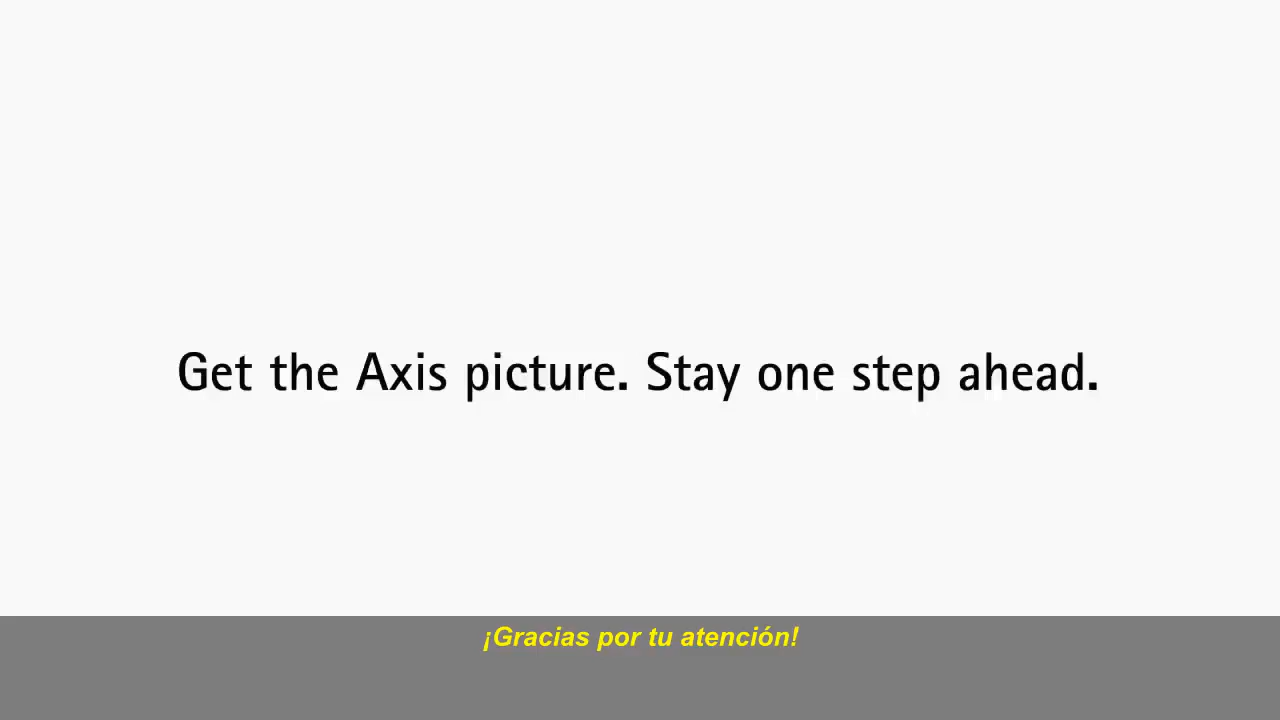 Get the Axis picture. Stay one step ahead.
¡Gracias por tu atención!